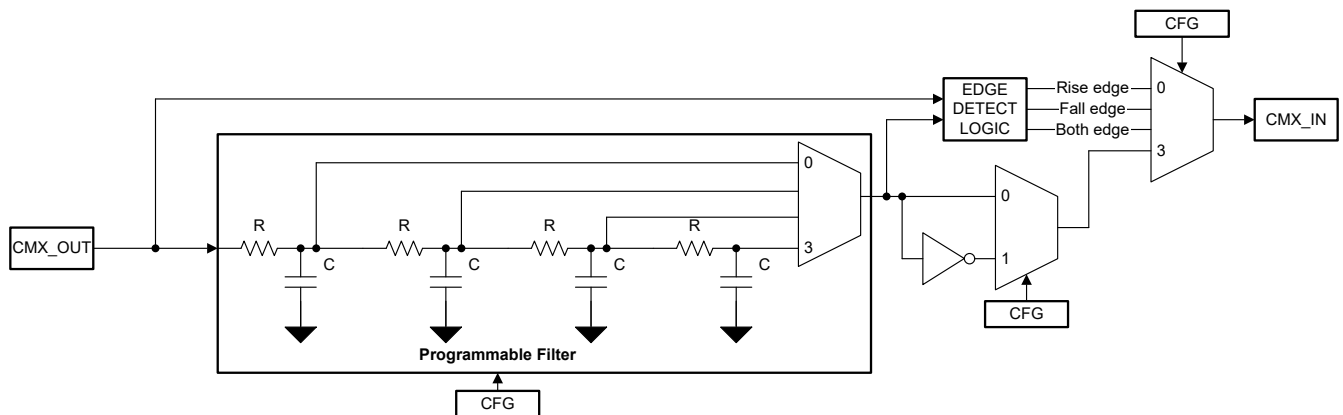 CFG
EDGE
DETECT
LOGIC
Rise edge
Fall edge
Both edge
0
3
CMX_IN
0
3
R
R
R
R
C
C
C
C
CMX_OUT
0
1
CFG
Programmable Filter
CFG